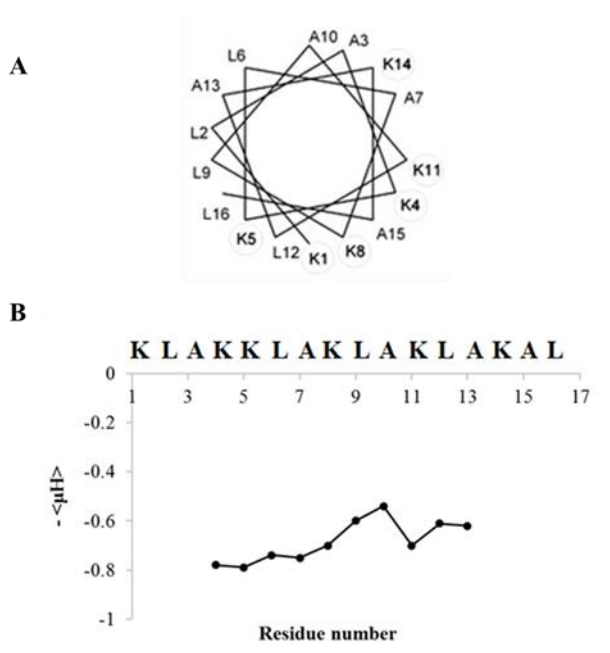 A
A10 A3
L6
K14
A13
A7
L2
L9
K11
L16
K4
K5
A15
L12 K1 K8
B
K L A K K L A K L A K L A K A L
0
1 3 5 7 9 11 13 15 17
-0.2
-0.4
- <μH>
-0.6
-0.8
-1
Residue number